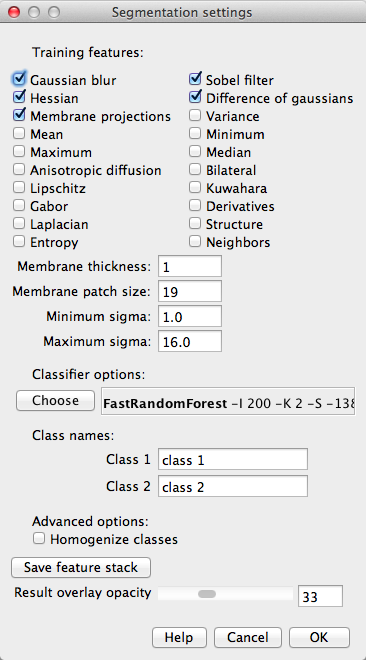 Segmentation settings
Training features:
Gaussian blur Sobel filter
Hessian Difference of gaussians
Membrane projections Variance
Mean Minimum
Maximum Median
Anisotropic diffusion Bilateral
Lipschitz Kuwahara
Gabor Derivatives
Laplacian Structure
Entropy Neighbors
Membrane thickness: 1
Membrane patch size: 19
Minimum sigma: 1.0
Maximum sigma: 16.0
Classifier options:
Choose FastRandomForest -I 200 -K 2 -S -138
Class names:
Class 1 class 1
Class 2 class 2
Advanced options:
Homogenize classes
Save feature stack
Result overlay opacity 33
Help Cancel OK